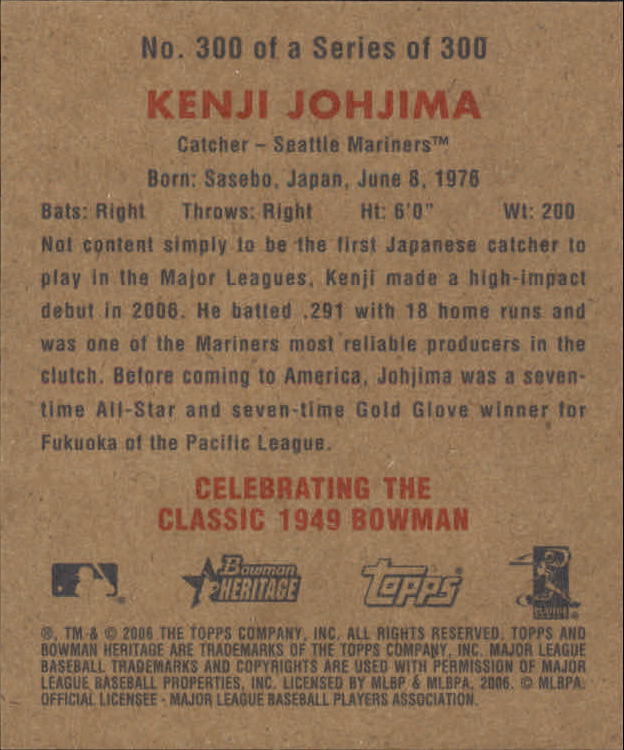 No. 300 of a Series of 300
KENJI JOHJIMA
Catcher – Seattle Mariners™
Born: Sasebo, Japan, June 8, 1976
Bats: Right Throws: Right Ht: 6'0" Wt: 200
Not content simply to be the first Japanese catcher to
play in the Major Leagues, Kenji made a high-impact
debut in 2006. He batted .291 with 18 home runs and
was one of the Mariners most reliable producers in the
clutch. Before coming to America, Johjima was a seven-
time All-Star and seven-time Gold Glove winner for
Fukuoka of the Pacific League.
CELEBRATING THE
CLASSIC 1949 BOWMAN
Bowman
HERITAGE
TOPPS
®, TM & © 2006 THE TOPPS COMPANY, INC. ALL RIGHTS RESERVED. TOPPS AND
BOWMAN HERITAGE ARE TRADEMARKS OF THE TOPPS COMPANY, INC. MAJOR LEAGUE
BASEBALL TRADEMARKS AND COPYRIGHTS ARE USED WITH PERMISSION OF MAJOR
LEAGUE BASEBALL PROPERTIES, INC. LICENSED BY MLBP & MLBPA, 2006. © MLBPA
OFFICIAL LICENSEE - MAJOR LEAGUE BASEBALL PLAYERS ASSOCIATION.